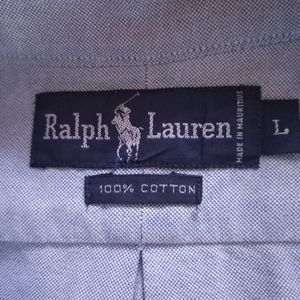 Ralph Lauren
MADE IN MAURITIUS
L
100% COTTON